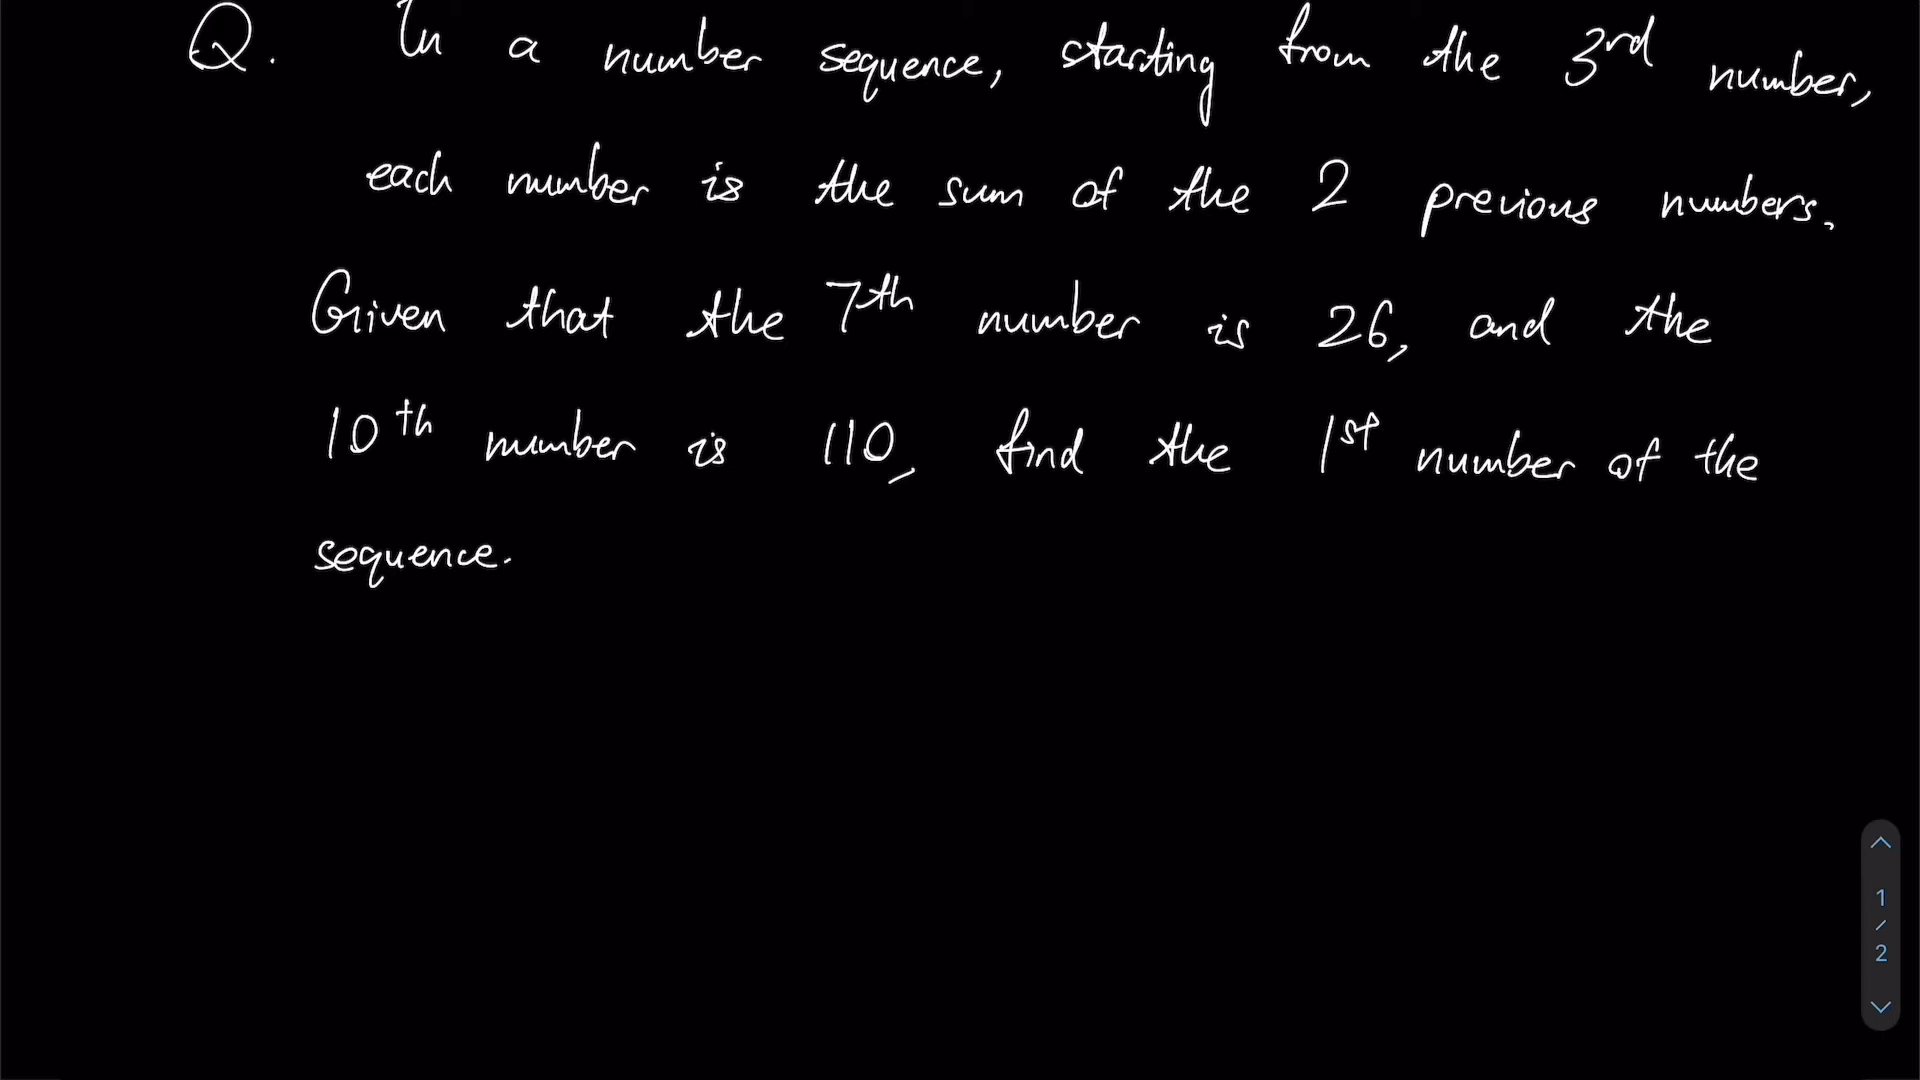 Q. In a number sequence, starting from the 3rd number,
each number is the sum of the 2 previous numbers.
Given that the 7th number is 26, and the
10th number is 110, find the 1st number of the
sequence.
1
/
2